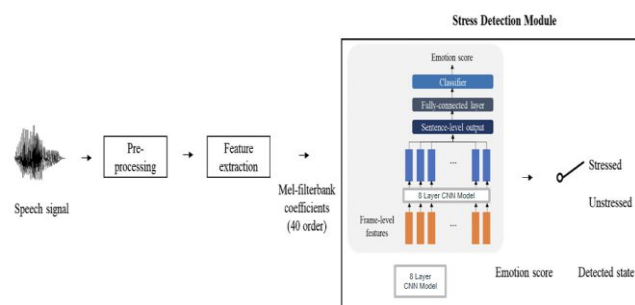 Stress Detection Module
Emotion score
Classifier
Fully-connected layer
Sentence-level output
...
8 Layer CNN Model
Frame-level
features
...
Speech signal
Pre-
processing
Feature
extraction
Mel-filterbank
coefficients
(40 order)
Stressed
Unstressed
8 Layer
CNN Model
Emotion score
Detected state